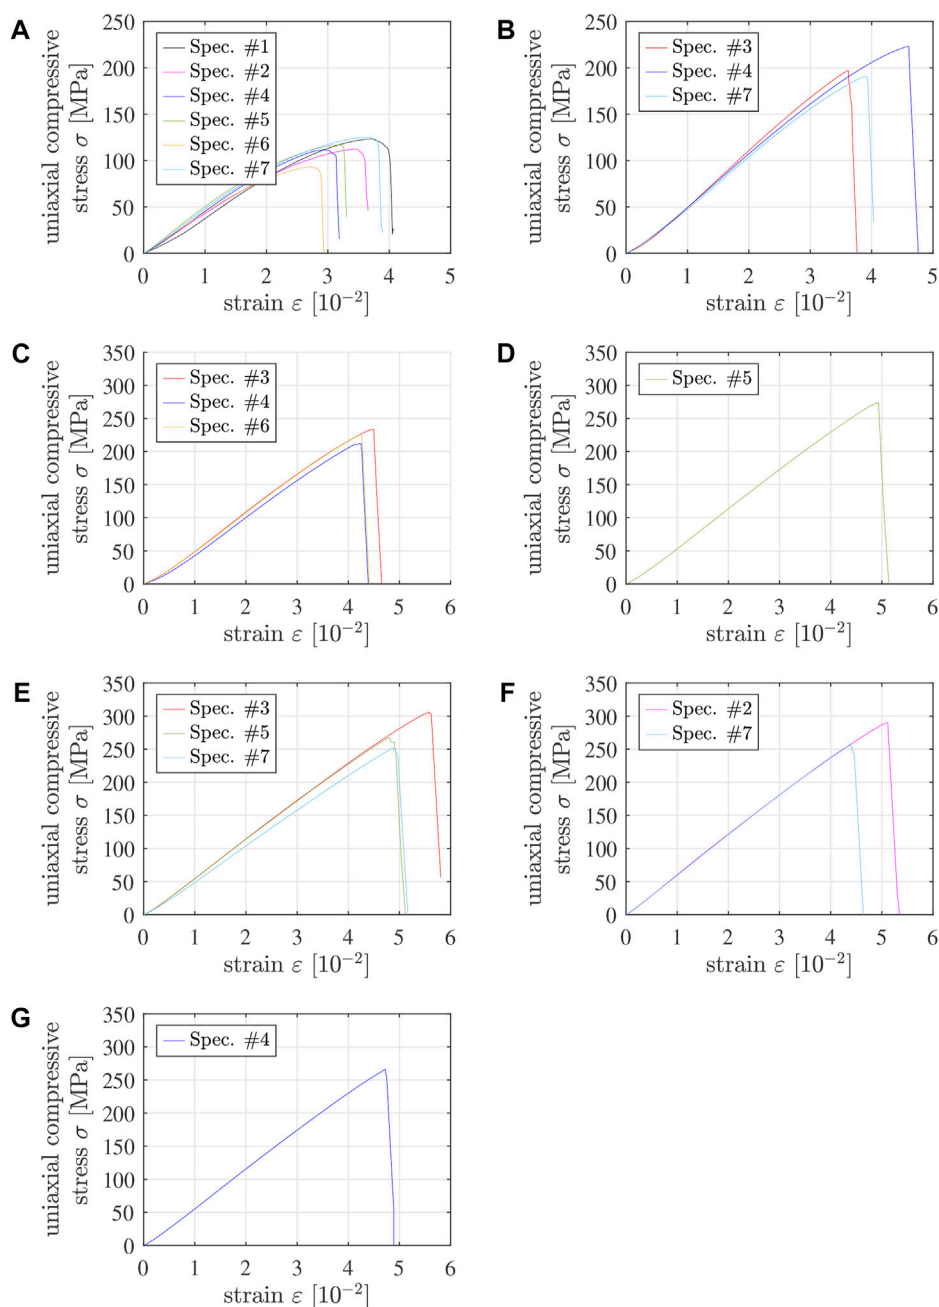 A
uniaxial compressive
stress σ [MPa]
250
200
150
100
50
0
Spec. #1
Spec. #2
Spec. #4
Spec. #5
Spec. #6
Spec. #7
0 1 2 3 4 5
strain ε [10⁻²]
B
uniaxial compressive
stress σ [MPa]
250
200
150
100
50
0
Spec. #3
Spec. #4
Spec. #7
0 1 2 3 4 5
strain ε [10⁻²]
C
uniaxial compressive
stress σ [MPa]
350
300
250
200
150
100
50
0
Spec. #3
Spec. #4
Spec. #6
0 1 2 3 4 5 6
strain ε [10⁻²]
D
uniaxial compressive
stress σ [MPa]
350
300
250
200
150
100
50
0
Spec. #5
0 1 2 3 4 5 6
strain ε [10⁻²]
E
uniaxial compressive
stress σ [MPa]
350
300
250
200
150
100
50
0
Spec. #3
Spec. #5
Spec. #7
0 1 2 3 4 5 6
strain ε [10⁻²]
F
uniaxial compressive
stress σ [MPa]
350
300
250
200
150
100
50
0
Spec. #2
Spec. #7
0 1 2 3 4 5 6
strain ε [10⁻²]
G
uniaxial compressive
stress σ [MPa]
350
300
250
200
150
100
50
0
Spec. #4
0 1 2 3 4 5 6
strain ε [10⁻²]